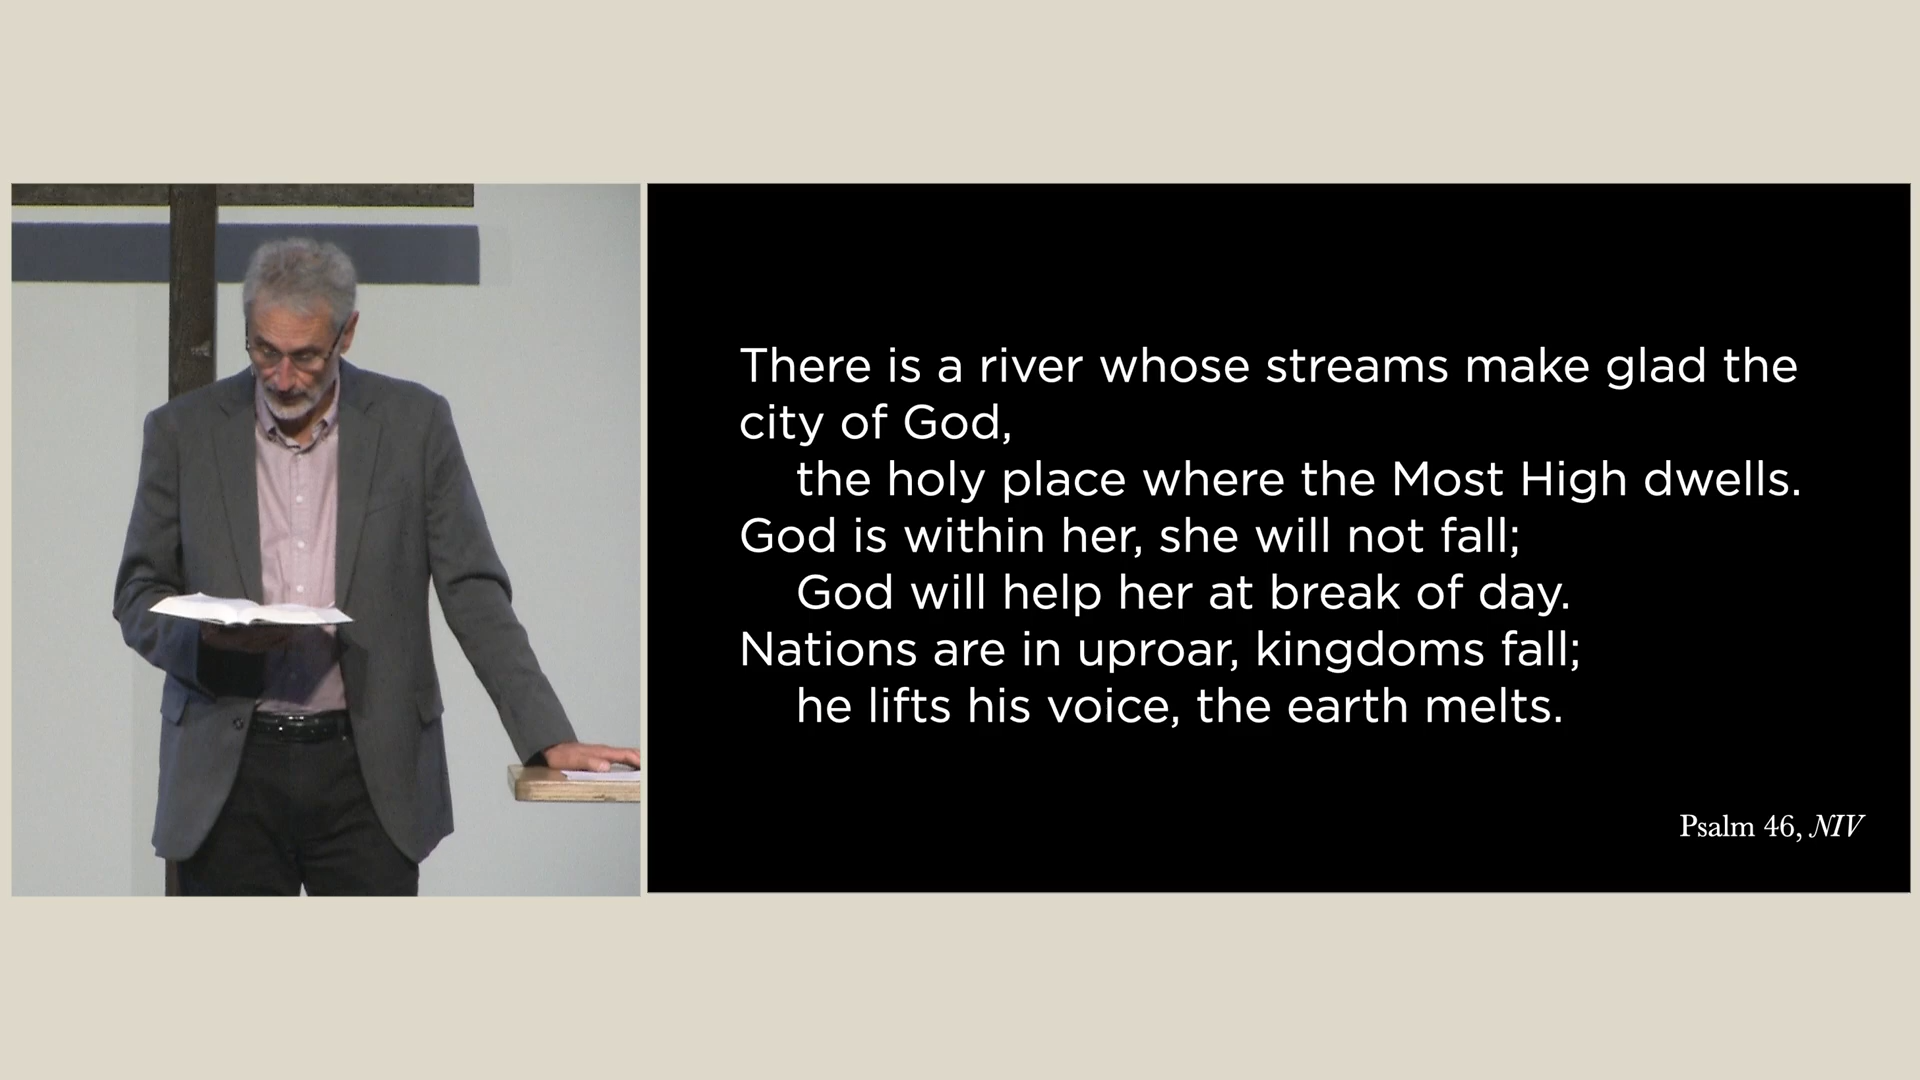 There is a river whose streams make glad the
city of God,
the holy place where the Most High dwells.
God is within her, she will not fall;
God will help her at break of day.
Nations are in uproar, kingdoms fall;
he lifts his voice, the earth melts.
Psalm 46, NIV